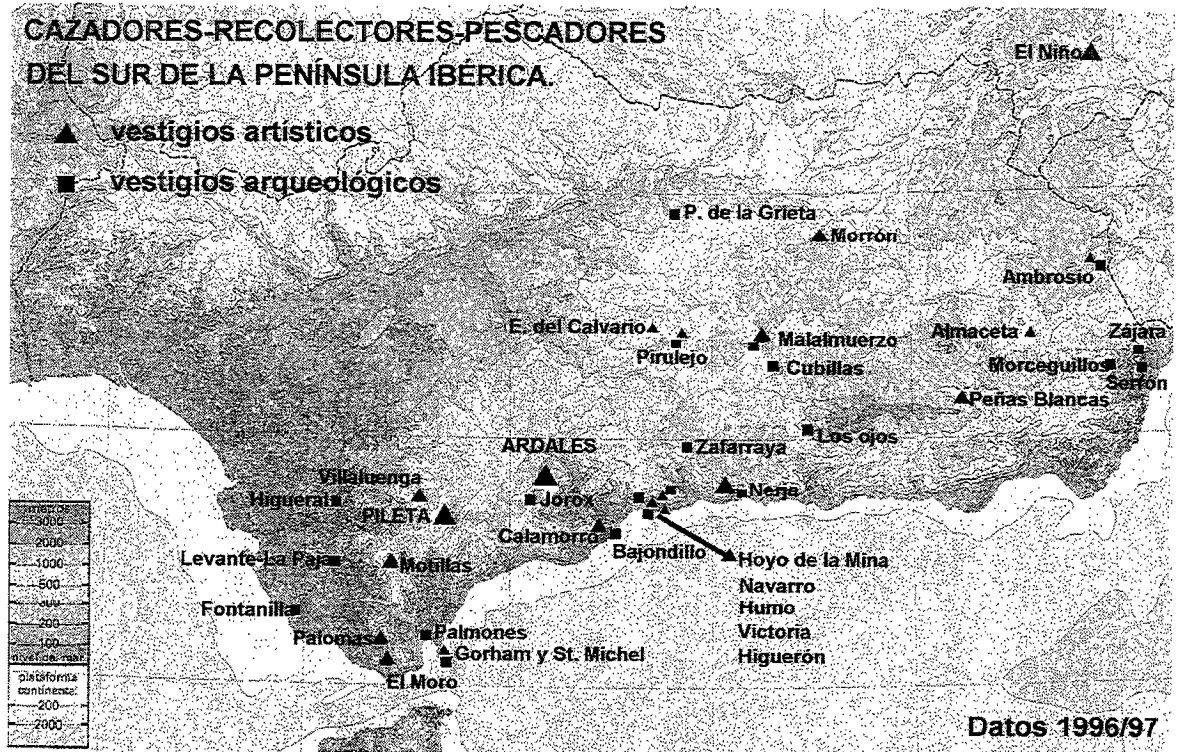 CAZADORES-RECOLECTORES-PESCADORES
DEL SUR DE LA PENÍNSULA IBÉRICA.
vestigios artísticos
vestigios arqueológicos
El Niño
P. de la Grieta
Morrón
Ambrosio
E. del Calvario
Pirulejo
Malalmuerzo
Cubillas
Almaceta
Zájara
Morceguillos
Serrón
Peñas Blancas
Los ojos
Zafarraya
ARDALES
Villaluenga
Higueral
PILETA
Jorox
Nerja
Calamorro
Bajondillo
Levante-La Paja
Motillas
Hoyo de la Mina
Navarro
Humo
Victoria
Higuerón
Fontanilla
Palomas
Palmones
Gorham y St. Michel
El Moro
metros
3000
2000
1000
500
200
100
nivel del mar
plataforma
continental
200
2000
Datos 1996/97